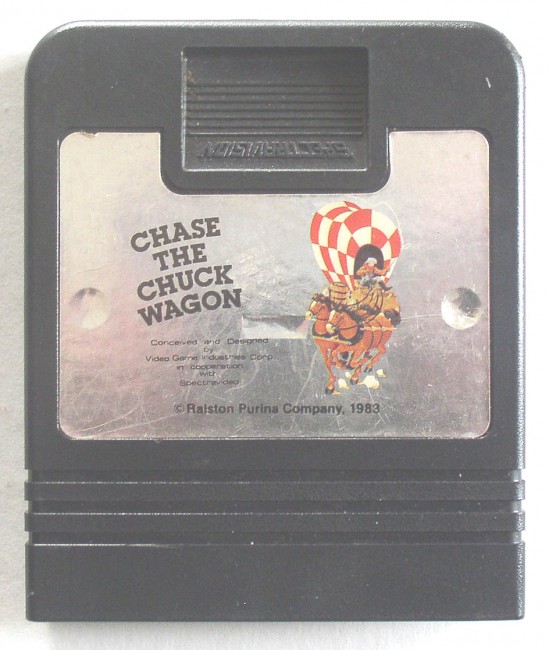 SPECTRAVISION
CHASE
THE
CHUCK
WAGON
Conceived and Designed
by
Video Game Industries Corp.
in cooperation
with
Spectravideo
© Ralston Purina Company, 1983